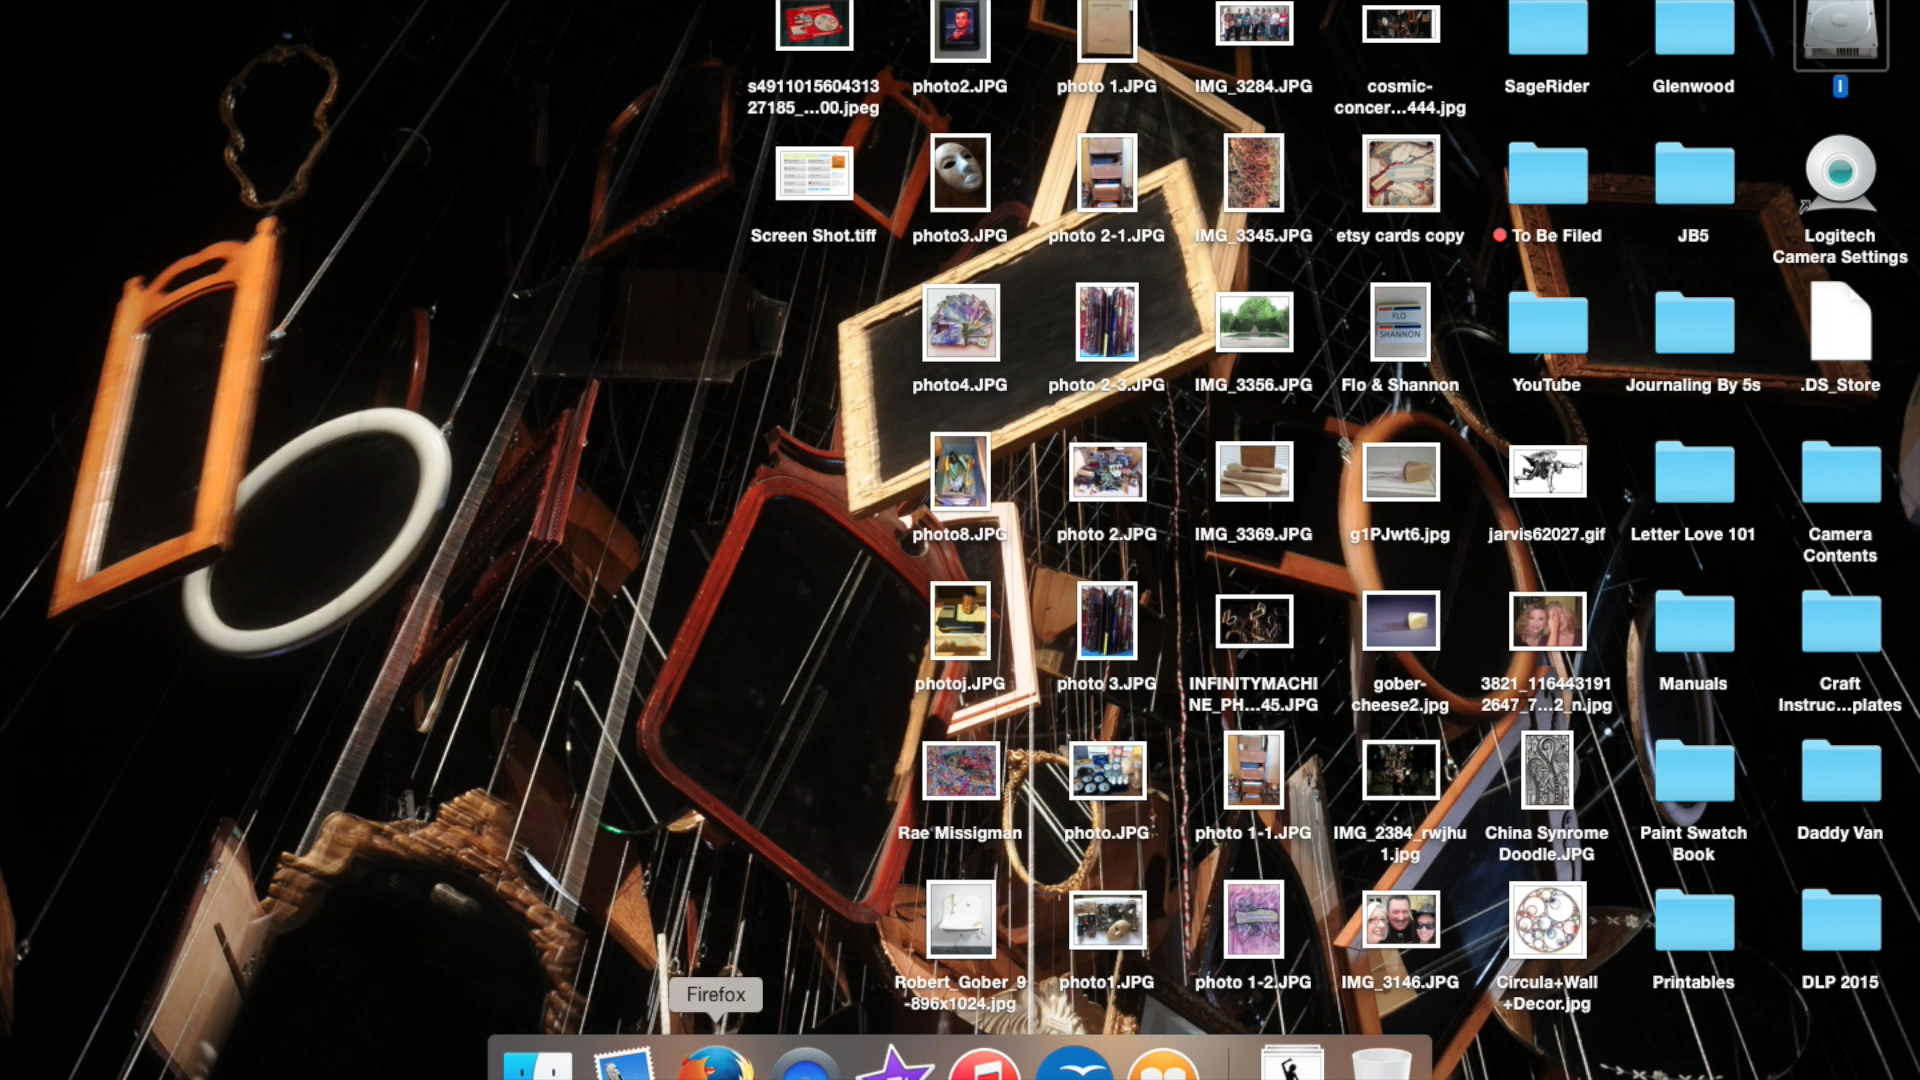 s4911015604313
27185_...00.jpeg
photo2.JPG
photo 1.JPG
IMG_3284.JPG
cosmic-
concer...444.jpg
SageRider
Glenwood
I
Screen Shot.tiff
photo3.JPG
photo 2-1.JPG
IMG_3345.JPG
etsy cards copy
To Be Filed
JB5
Logitech
Camera Settings
photo4.JPG
photo 2-3.JPG
IMG_3356.JPG
FLO
SHANNON
Flo & Shannon
YouTube
Journaling By 5s
.DS_Store
photo8.JPG
photo 2.JPG
IMG_3369.JPG
g1PJwt6.jpg
jarvis62027.gif
Letter Love 101
Camera
Contents
photoj.JPG
photo 3.JPG
INFINITYMACHI
NE_PH...45.JPG
gober-
cheese2.jpg
3821_116443191
2647_7...2_n.jpg
Manuals
Craft
Instruc...plates
Rae Missigman
photo.JPG
photo 1-1.JPG
IMG_2384_rwjhu
1.jpg
China Synrome
Doodle.JPG
Paint Swatch
Book
Daddy Van
Robert_Gober_9
-896x1024.jpg
photo1.JPG
photo 1-2.JPG
IMG_3146.JPG
Circula+Wall
+Decor.jpg
Printables
DLP 2015
Firefox